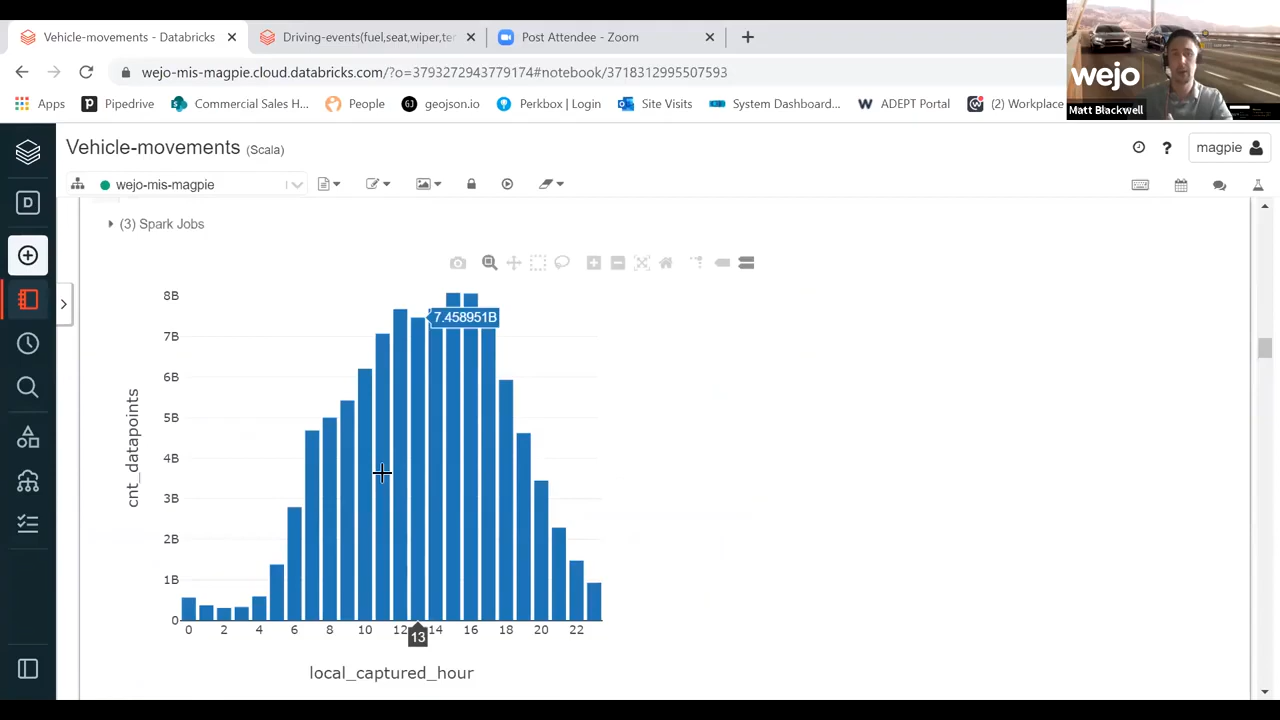 Vehicle-movements - Databricks
Driving-events(fuel,seat,wiper,ter
Post Attendee - Zoom
wejo-mis-magpie.cloud.databricks.com/?o=3793272943779174#notebook/3718312995507593
Apps
Pipedrive
Commercial Sales H...
People
geojson.io
Perkbox | Login
Site Visits
System Dashboard...
ADEPT Portal
(2) Workplace
wejo
Matt Blackwell
Vehicle-movements (Scala)
magpie
wejo-mis-magpie
D
(3) Spark Jobs
8B
7B
6B
5B
4B
3B
2B
1B
0
cnt_datapoints
7.458951B
0 2 4 6 8 10 12 14 16 18 20 22
13
local_captured_hour